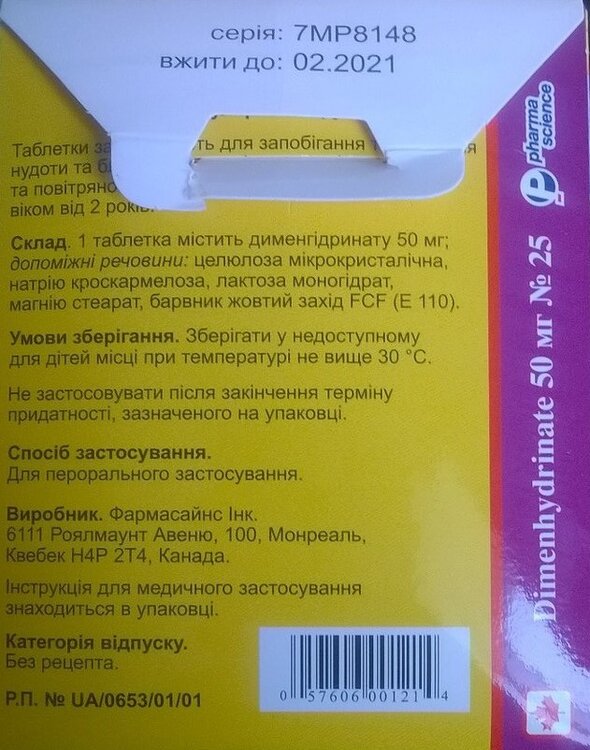 серія: 7МР8148
вжити до: 02.2021
Таблетки
ть для запобігання
нудоти та
та повітряно
віком від 2 років.
Склад. 1 таблетка містить дименгідринату 50 мг;
допоміжні речовини: целюлоза мікрокристалічна,
натрію кроскармелоза, лактоза моногідрат,
магнію стеарат, барвник жовтий захід FCF (Е 110).
Умови зберігання. Зберігати у недоступному
для дітей місці при температурі не вище 30 °С.
Не застосовувати після закінчення терміну
придатності, зазначеного на упаковці.
Спосіб застосування.
Для перорального застосування.
Виробник. Фармасайнс Інк.
6111 Роялмаунт Авеню, 100, Монреаль,
Квебек Н4Р 2Т4, Канада.
Інструкція для медичного застосування
знаходиться в упаковці.
Категорія відпуску.
Без рецепта.
Р.П. № UA/0653/01/01
0 57606 00121 4
pharma
science
Dimenhydrinate 50 мг № 25